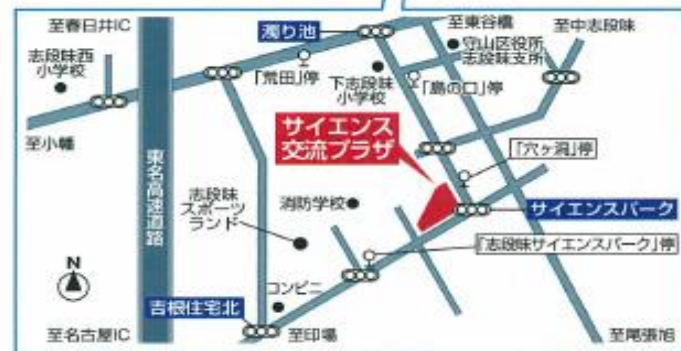 至春日井IC
濁り池
至東谷橋
至中志段味
志段味西
小学校
「荒田」停
下志段味
小学校
守山区役所
志段味支所
「島の口」停
至小幡
東名高速道路
サイエンス
交流プラザ
「穴ヶ洞」停
志段味
スポーツ
ランド
消防学校
サイエンスパーク
「志段味サイエンスパーク」停
N
コンビニ
吉根住宅北
至名古屋IC
至印場
至尾張旭